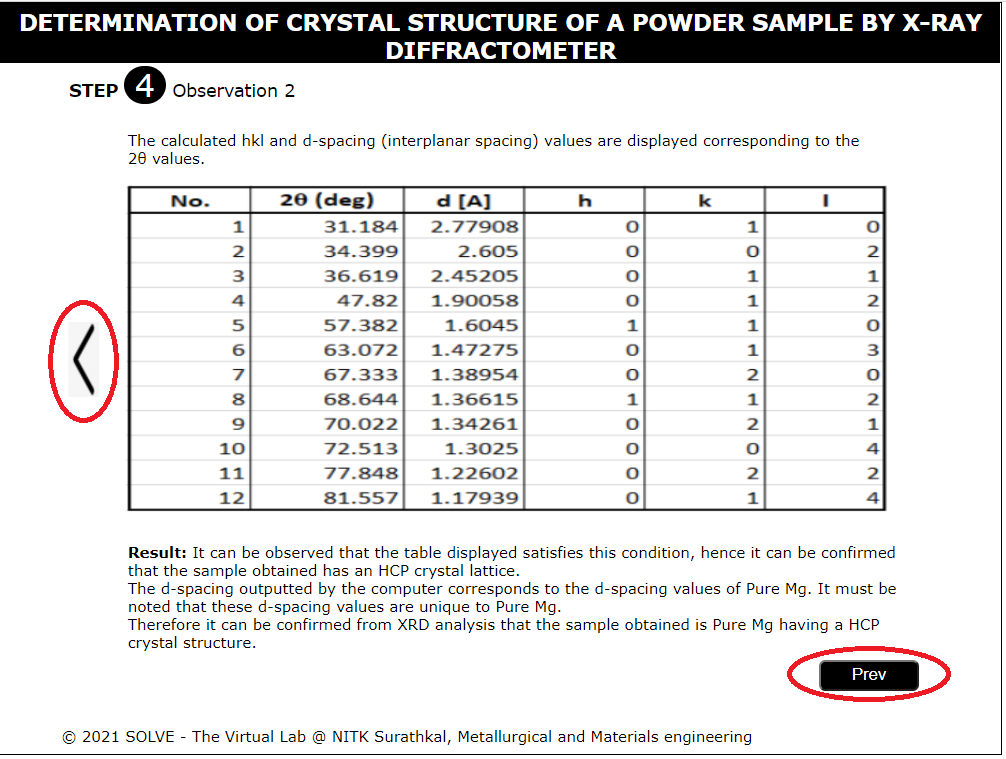 DETERMINATION OF CRYSTAL STRUCTURE OF A POWDER SAMPLE BY X-RAY
DIFFRACTOMETER
STEP 4 Observation 2
The calculated hkl and d-spacing (interplanar spacing) values are displayed corresponding to the
2θ values.
No. 2θ (deg) d [A] h k l
1 31.184 2.77908 0 1 0
2 34.399 2.605 0 0 2
3 36.619 2.45205 0 1 1
4 47.82 1.90058 0 1 2
5 57.382 1.6045 1 1 0
6 63.072 1.47275 0 1 3
7 67.333 1.38954 0 2 0
8 68.644 1.36615 1 1 2
9 70.022 1.34261 0 2 1
10 72.513 1.3025 0 0 4
11 77.848 1.22602 0 2 2
12 81.557 1.17939 0 1 4
Result: It can be observed that the table displayed satisfies this condition, hence it can be confirmed
that the sample obtained has an HCP crystal lattice.
The d-spacing outputted by the computer corresponds to the d-spacing values of Pure Mg. It must be
noted that these d-spacing values are unique to Pure Mg.
Therefore it can be confirmed from XRD analysis that the sample obtained is Pure Mg having a HCP
crystal structure.
Prev
© 2021 SOLVE - The Virtual Lab @ NITK Surathkal, Metallurgical and Materials engineering